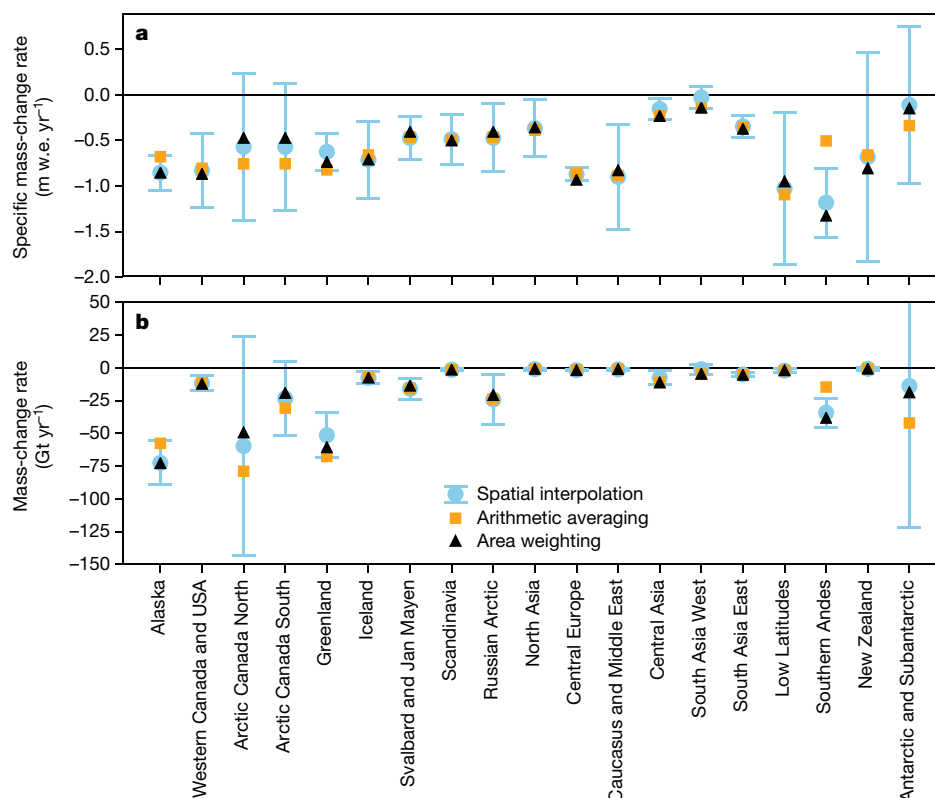 a
Specific mass-change rate
(m w.e. yr⁻¹)
0.5
0.0
−0.5
−1.0
−1.5
−2.0
b
Mass-change rate
(Gt yr⁻¹)
50
25
0
−25
−50
−75
−100
−125
−150
Spatial interpolation
Arithmetic averaging
Area weighting
Alaska
Western Canada and USA
Arctic Canada North
Arctic Canada South
Greenland
Iceland
Svalbard and Jan Mayen
Scandinavia
Russian Arctic
North Asia
Central Europe
Caucasus and Middle East
Central Asia
South Asia West
South Asia East
Low Latitudes
Southern Andes
New Zealand
Antarctic and Subantarctic